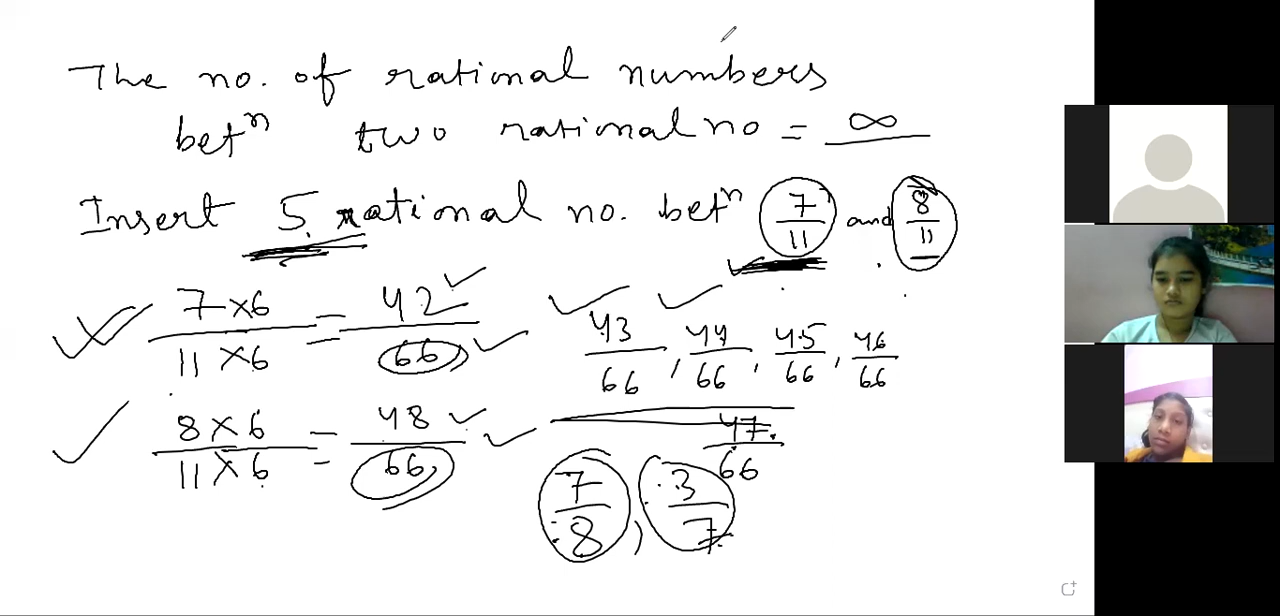 The no. of rational numbers
betⁿ two rational no = ∞
Insert 5 rational no. betⁿ 7/11 and 8/11
7×6/11×6 = 42/66
43/66, 44/66, 45/66, 46/66
8×6/11×6 = 48/66
47/66
7/8, 3/7